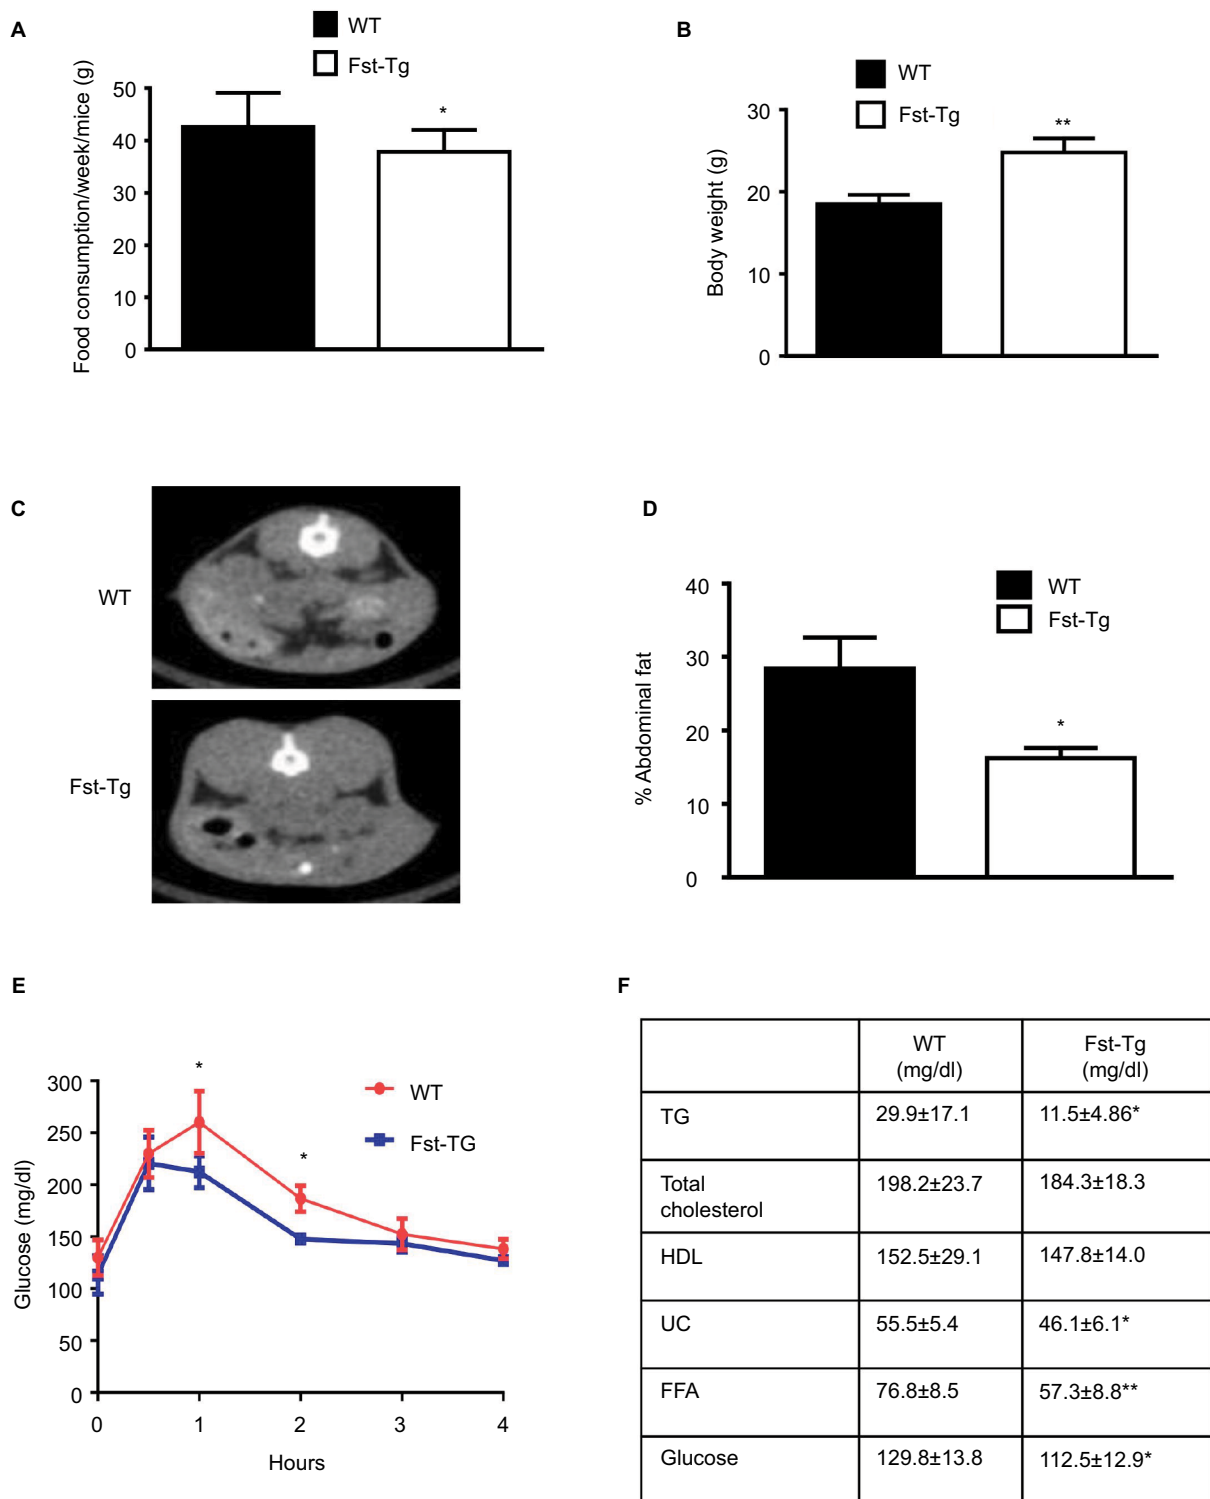 A
WT
Fst-Tg
Food consumption/week/mice (g)
50
40
30
20
10
0
*
B
WT
Fst-Tg
Body weight (g)
30
20
10
0
**
C
WT
Fst-Tg
D
WT
Fst-Tg
% Abdominal fat
40
30
20
10
0
*
E
WT
Fst-TG
Glucose (mg/dl)
300
250
200
150
100
50
0
*
*
0 1 2 3 4
Hours
F
WT
(mg/dl)
Fst-Tg
(mg/dl)
TG 29.9±17.1 11.5±4.86*
Total
cholesterol
198.2±23.7 184.3±18.3
HDL 152.5±29.1 147.8±14.0
UC 55.5±5.4 46.1±6.1*
FFA 76.8±8.5 57.3±8.8**
Glucose 129.8±13.8 112.5±12.9*